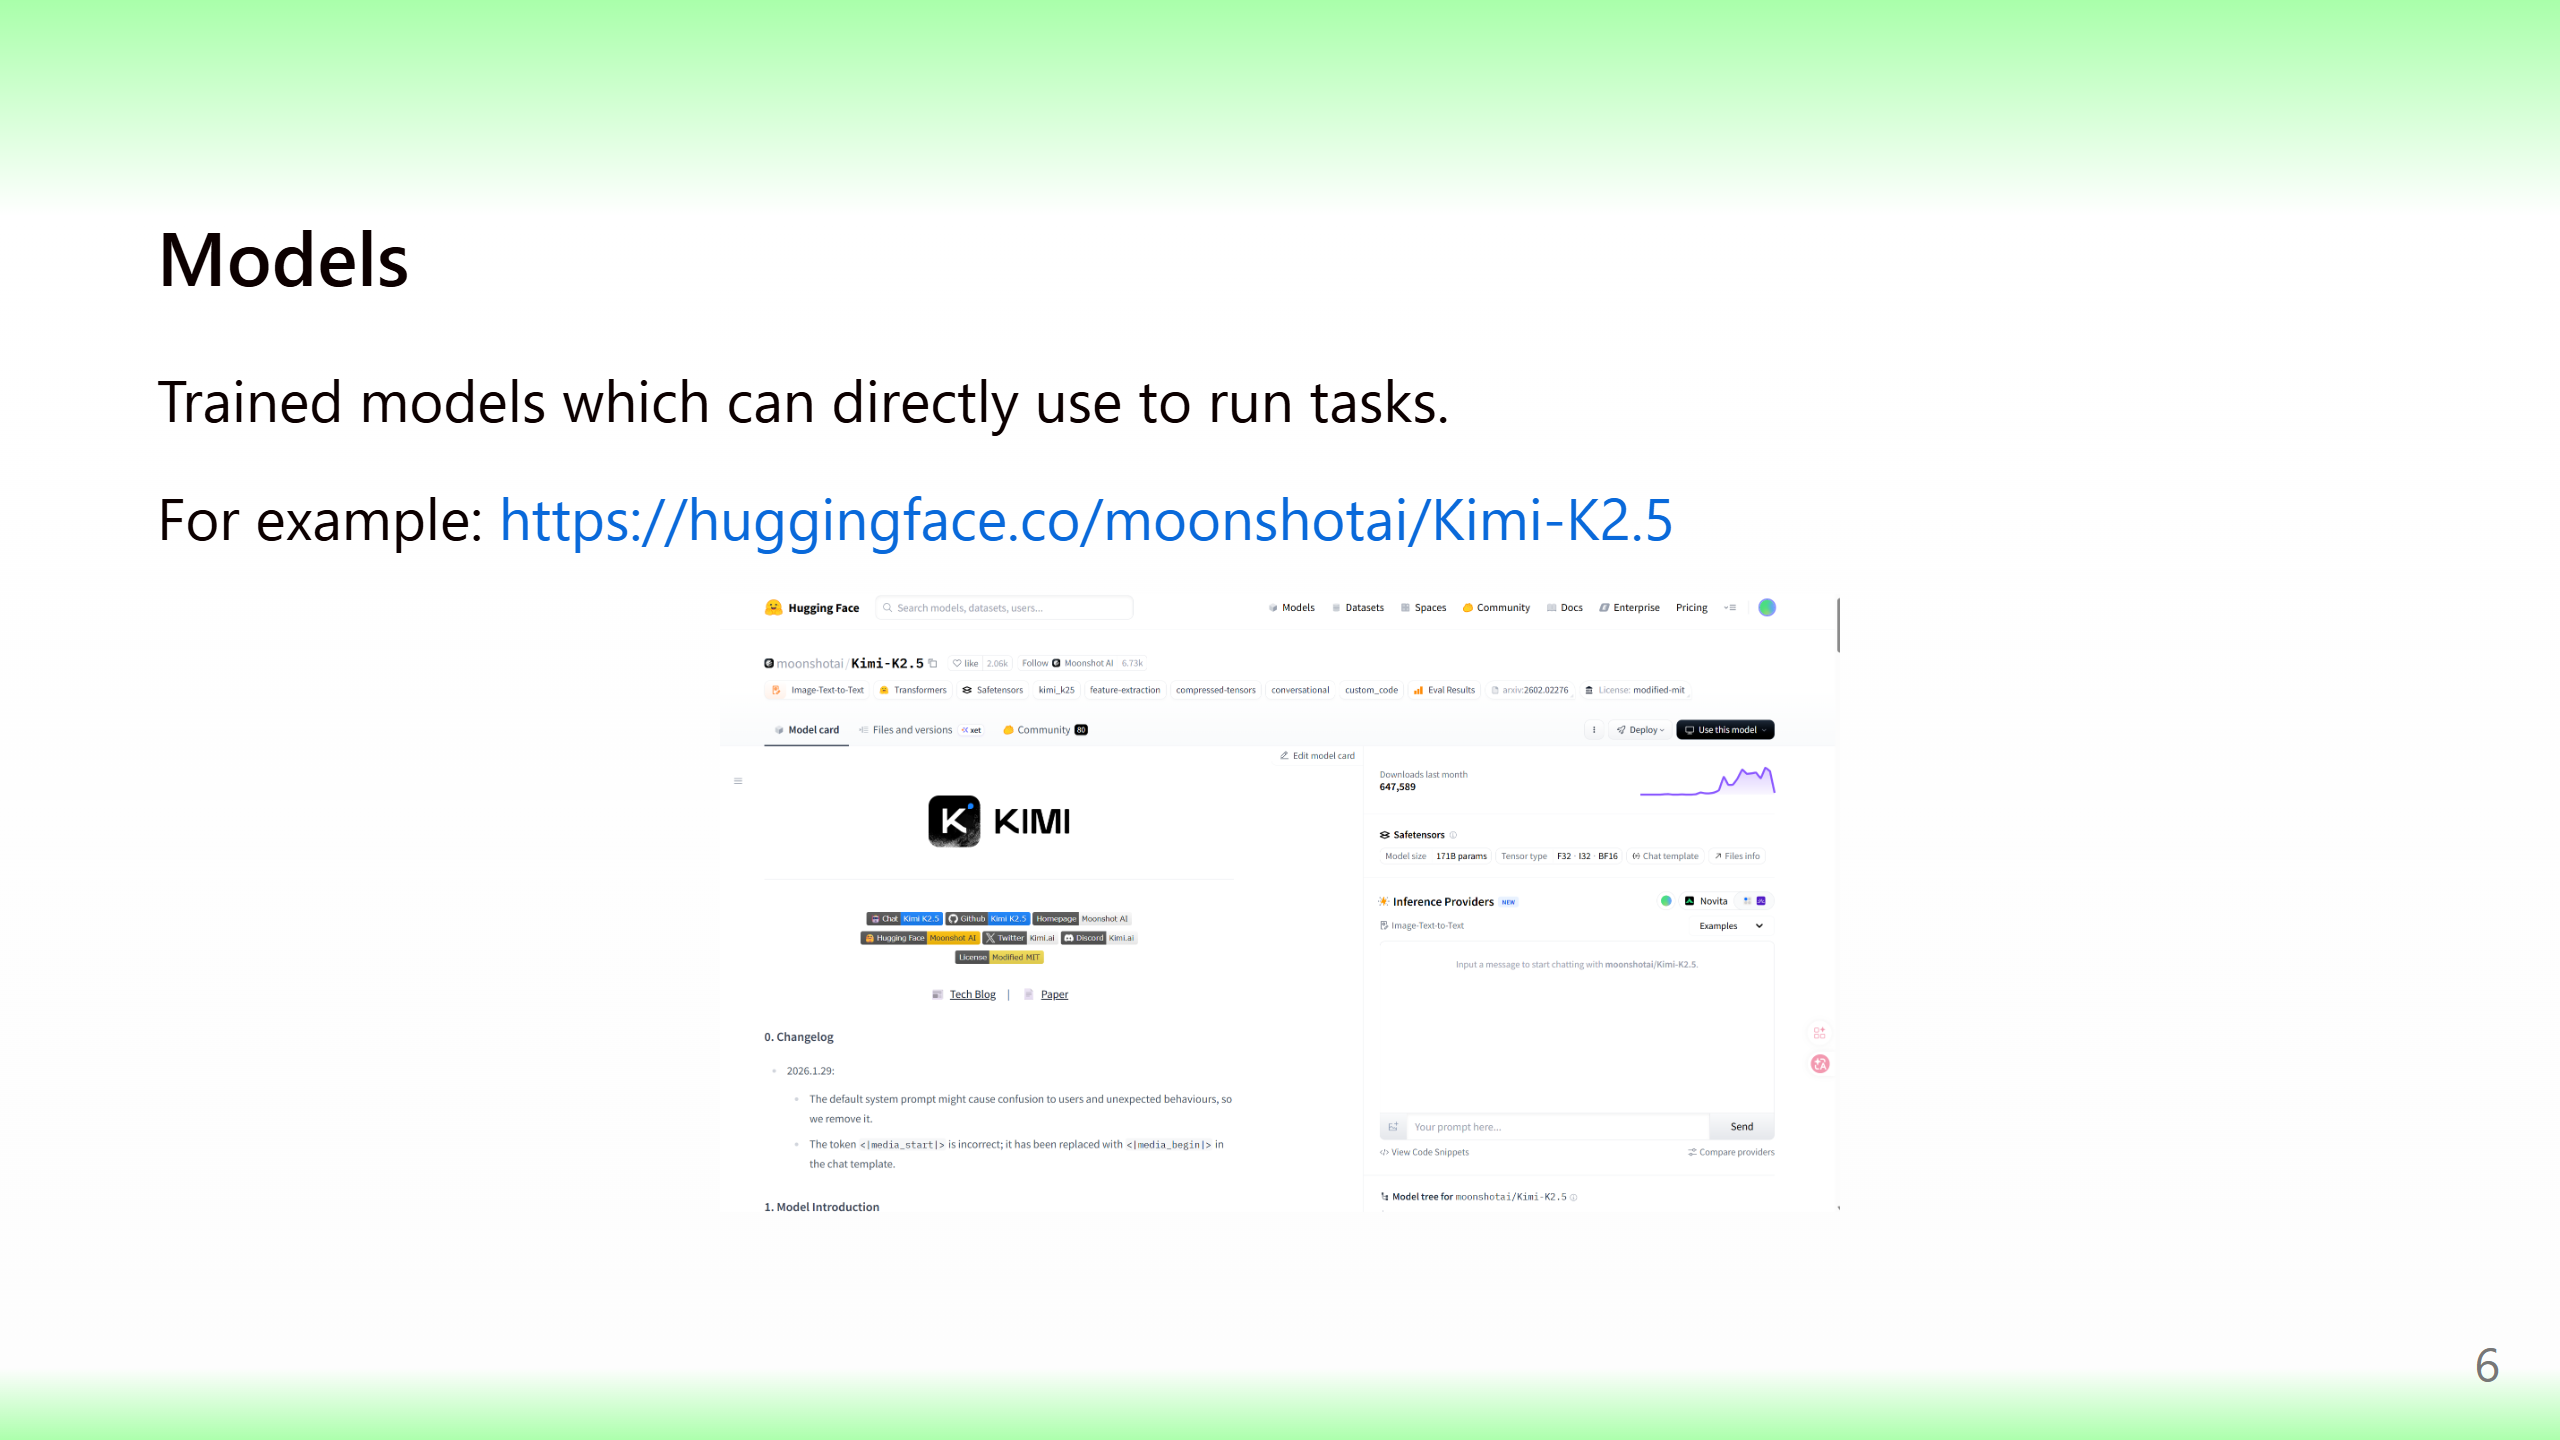 Models
Trained models which can directly use to run tasks.
For example: https://huggingface.co/moonshotai/Kimi-K2.5
Hugging Face Search models, datasets, users... Models Datasets Spaces Community Docs Enterprise Pricing
moonshotai/Kimi-K2.5 like 2.06k Follow Moonshot AI 6.73k
Image-Text-to-Text Transformers Safetensors kimi_k25 feature-extraction compressed-tensors conversational custom_code Eval Results arxiv:2602.02276 License: modified-mit
Model card Files and versions xet Community 80 Deploy Use this model
Edit model card
Downloads last month
647,589
K KIMI
Safetensors
Model size 171B params Tensor type F32 · I32 · BF16 Chat template Files info
Inference Providers NEW Novita
Image-Text-to-Text Examples
Chat Kimi K2.5 Github Kimi K2.5 Homepage Moonshot AI
Hugging Face Moonshot AI Twitter Kimi.ai Discord Kimi.ai
License Modified MIT
Input a message to start chatting with moonshotai/Kimi-K2.5.
Tech Blog | Paper
0. Changelog
2026.1.29:
The default system prompt might cause confusion to users and unexpected behaviours, so
we remove it.
The token <|media_start|> is incorrect; it has been replaced with <|media_begin|> in
the chat template.
Your prompt here... Send
</> View Code Snippets Compare providers
Model tree for moonshotai/Kimi-K2.5
1. Model Introduction
6